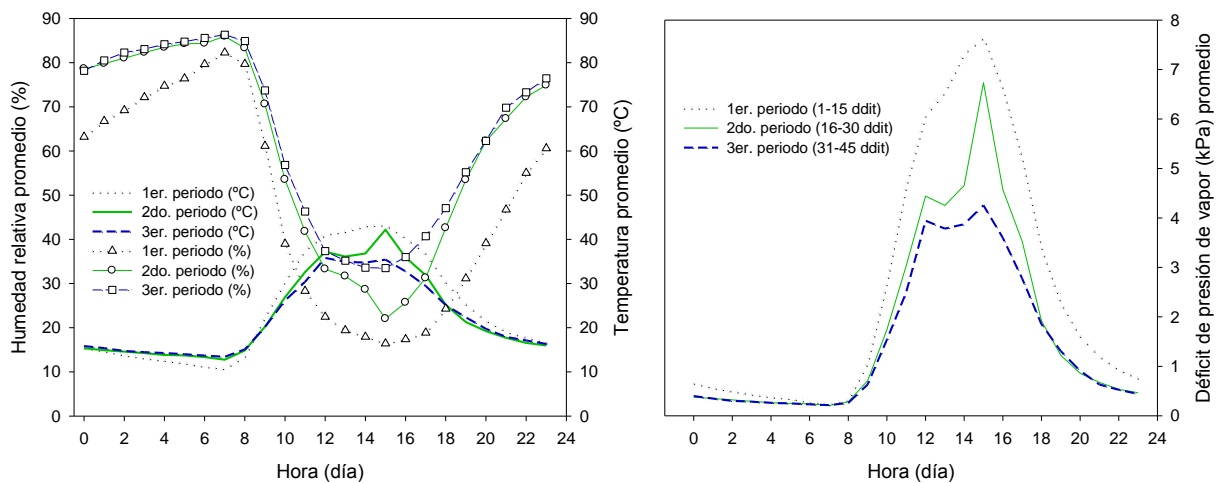 Humedad relativa promedio (%)
90
80
70
60
50
40
30
20
10
0
1er. periodo (ºC)
2do. periodo (ºC)
3er. periodo (ºC)
1er. periodo (%)
2do. periodo (%)
3er. periodo (%)
0 2 4 6 8 10 12 14 16 18 20 22 24
Hora (día)
90
80
70
60
50
40
30
20
10
0
Temperatura promedio (ºC)
1er. periodo (1-15 ddit)
2do. periodo (16-30 ddit)
3er. periodo (31-45 ddit)
0 2 4 6 8 10 12 14 16 18 20 22 24
Hora (día)
8
7
6
5
4
3
2
1
0
Déficit de presión de vapor (kPa) promedio